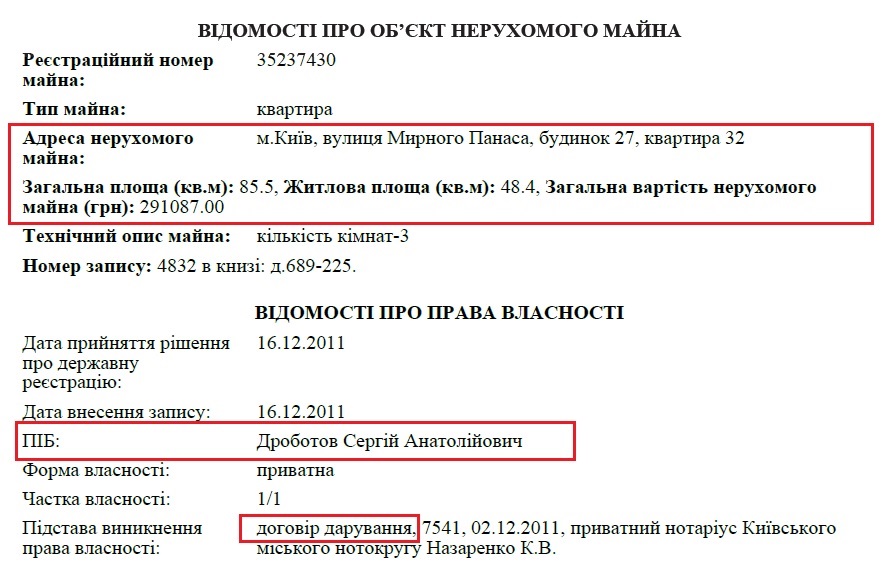 ВІДОМОСТІ ПРО ОБ’ЄКТ НЕРУХОМОГО МАЙНА
Реєстраційний номер майна: 35237430
Тип майна: квартира
Адреса нерухомого майна: м.Київ, вулиця Мирного Панаса, будинок 27, квартира 32
Загальна площа (кв.м): 85.5, Житлова площа (кв.м): 48.4, Загальна вартість нерухомого
майна (грн): 291087.00
Технічний опис майна: кількість кімнат-3
Номер запису: 4832 в книзі: д.689-225.
ВІДОМОСТІ ПРО ПРАВА ВЛАСНОСТІ
Дата прийняття рішення про державну реєстрацію: 16.12.2011
Дата внесення запису: 16.12.2011
ПІБ: Дроботов Сергій Анатолійович
Форма власності: приватна
Частка власності: 1/1
Підстава виникнення права власності: договір дарування, 7541, 02.12.2011, приватний нотаріус Київського
міського нотокругу Назаренко К.В.